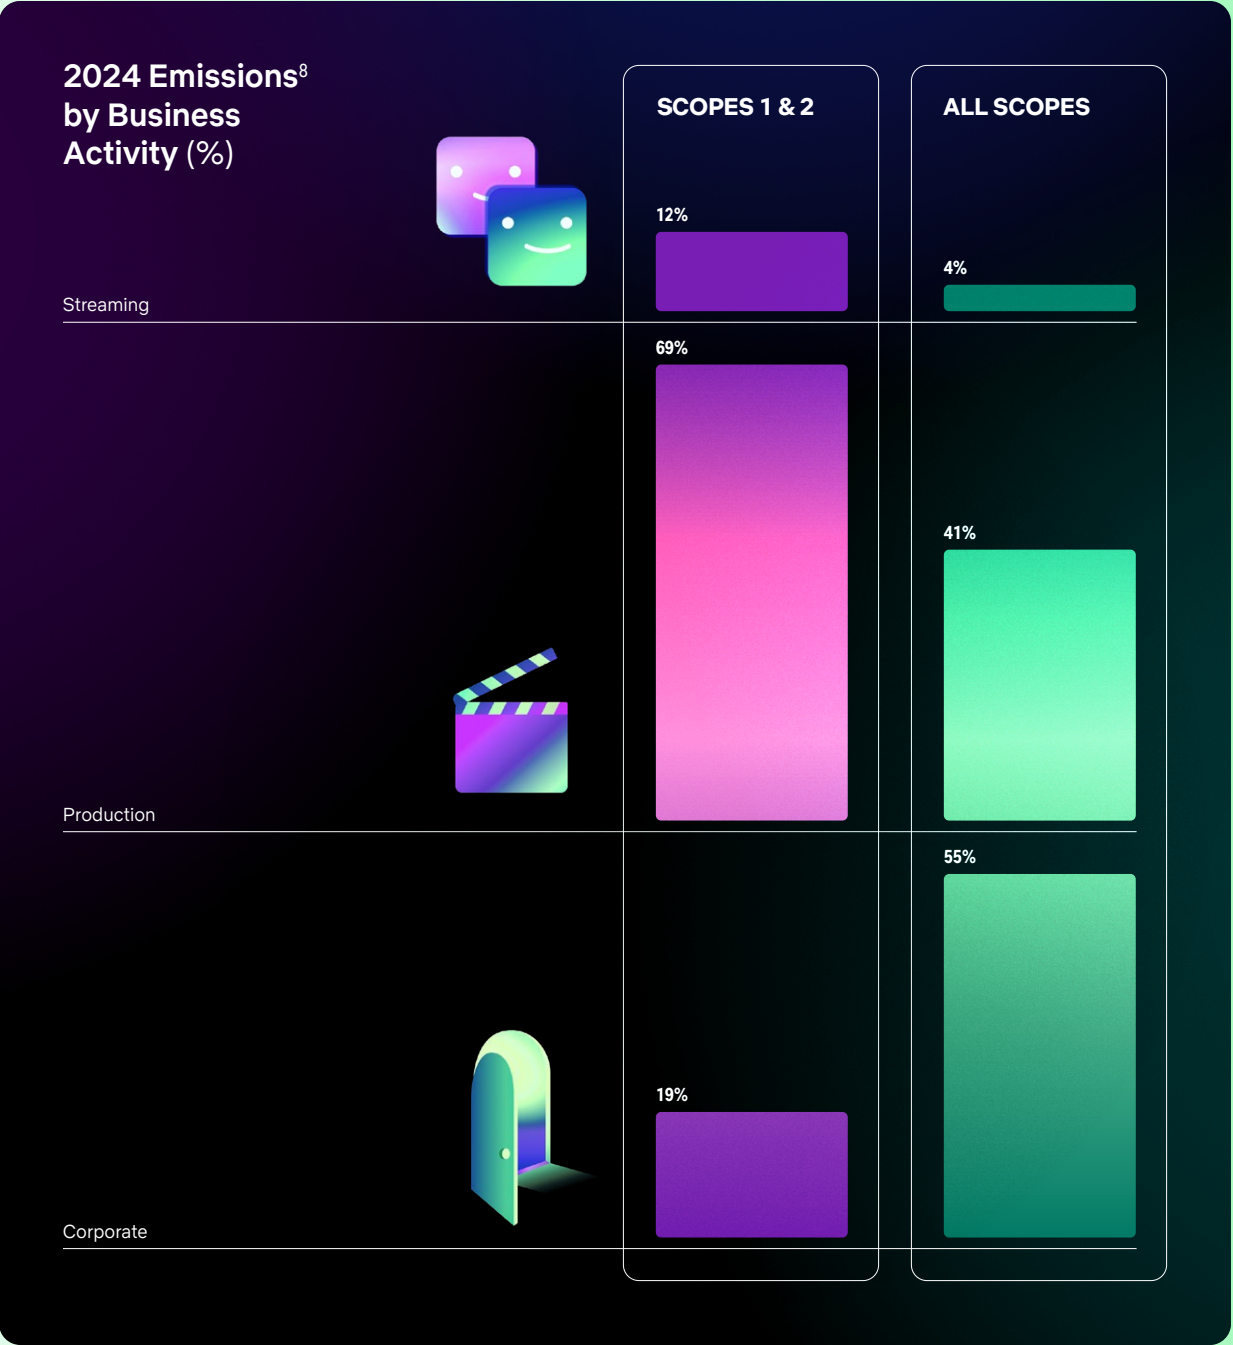 2024 Emissions⁸
by Business
Activity (%)
SCOPES 1 & 2
ALL SCOPES
12%
4%
Streaming
69%
41%
Production
55%
19%
Corporate